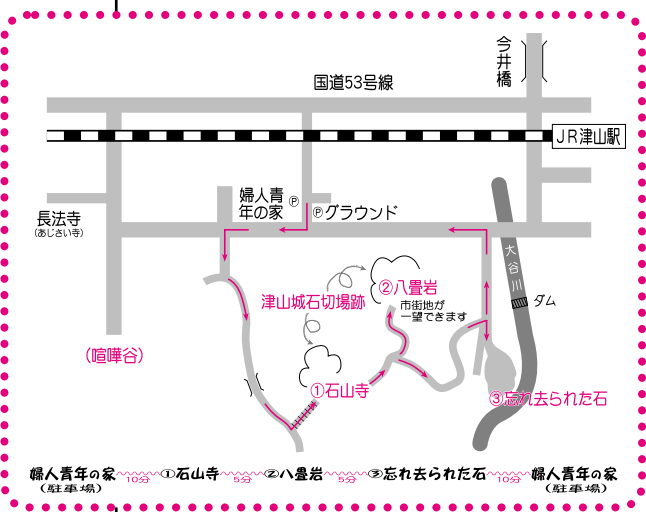 今井橋
国道53号線
JR津山駅
婦人青
年の家
Ⓟ
Ⓟグラウンド
長法寺
(あじさい寺)
大谷川
②八畳岩
津山城石切場跡
市街地が
一望できます
ダム
(喧嘩谷)
①石山寺
③忘れ去られた石
婦人青年の家 10分 ①石山寺 5分 ②八畳岩 5分 ③忘れ去られた石 10分 婦人青年の家
(駐車場) (駐車場)